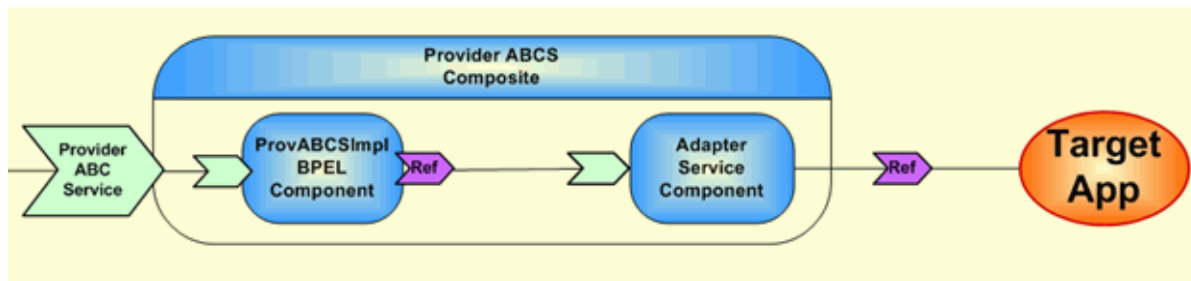 Provider ABCS
Composite
Provider
ABC
Service
ProvABCSImpl
BPEL
Component
Ref
Adapter
Service
Component
Ref
Target
App